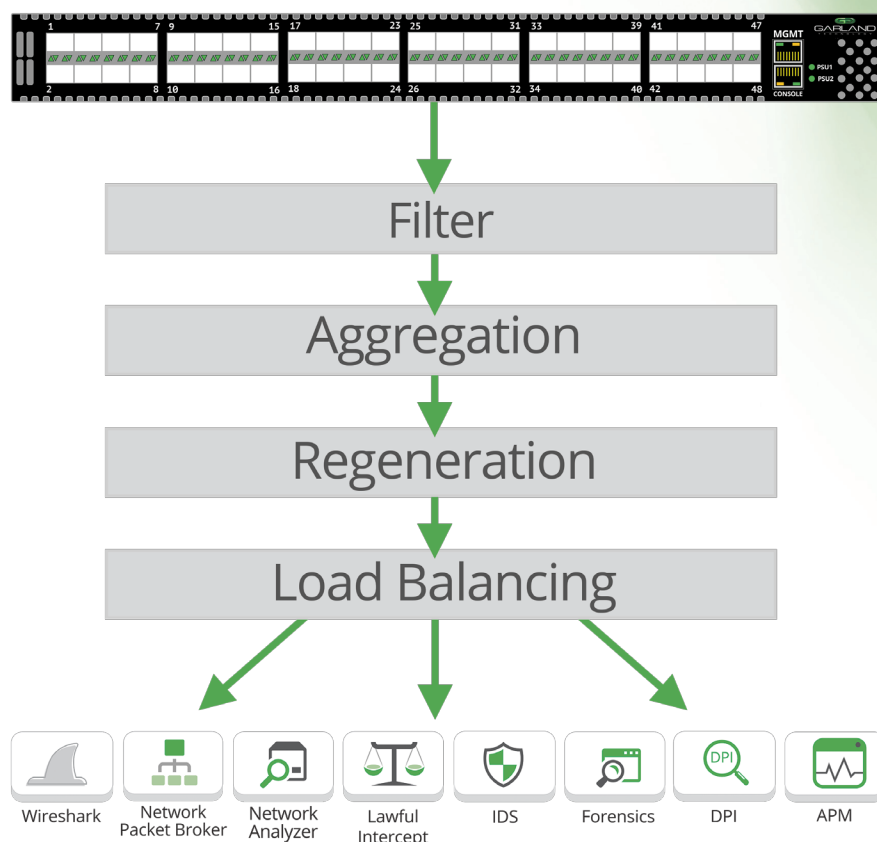 1 7 9 15 17 23 25 31 33 39 41 47
MGMT
GARLAND
PSU1
PSU2
2 8 10 16 18 24 26 32 34 40 42 48
CONSOLE
Filter
Aggregation
Regeneration
Load Balancing
DPI
Wireshark
Network
Packet Broker
Network
Analyzer
Lawful
Intercept
IDS
Forensics
DPI
APM